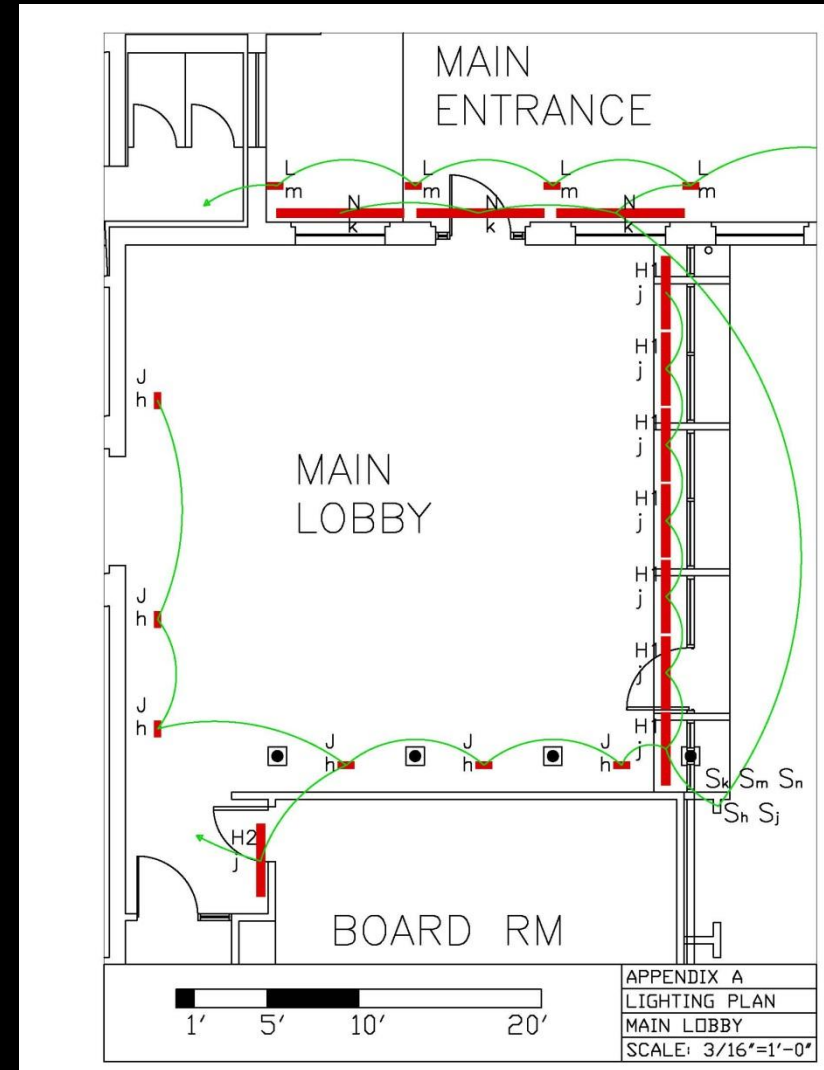 MAIN
ENTRANCE
L L L L
m m m m
N N N
k k k
H1
j
H1
j
J
h
H1
j
MAIN
LOBBY
H1
j
H1
j
J
h
H1
j
J
h
H1
j
J J J
h h h
Sk Sm Sn
Sh Sj
H2
j
BOARD RM
1' 5' 10' 20'
APPENDIX A
LIGHTING PLAN
MAIN LOBBY
SCALE: 3/16"=1'-0"